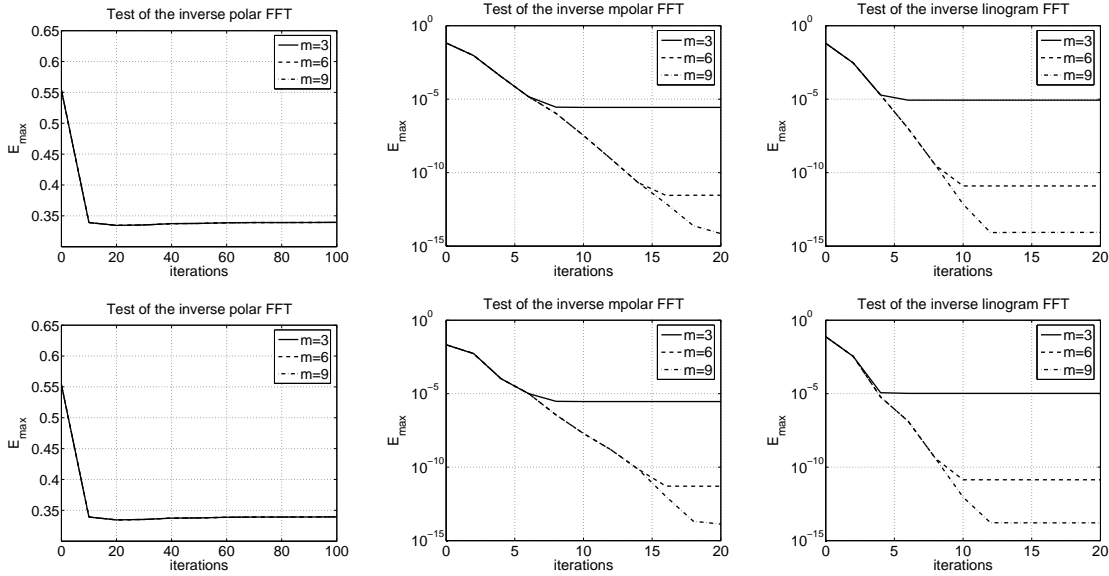 Test of the inverse polar FFT
0.65
0.6
0.55
0.5
0.45
0.4
0.35
E_max
0 20 40 60 80 100
iterations
m=3
m=6
m=9
Test of the inverse mpolar FFT
10^0
10^-5
10^-10
10^-15
E_max
0 5 10 15 20
iterations
m=3
m=6
m=9
Test of the inverse linogram FFT
10^0
10^-5
10^-10
10^-15
E_max
0 5 10 15 20
iterations
m=3
m=6
m=9
Test of the inverse polar FFT
0.65
0.6
0.55
0.5
0.45
0.4
0.35
E_max
0 20 40 60 80 100
iterations
m=3
m=6
m=9
Test of the inverse mpolar FFT
10^0
10^-5
10^-10
10^-15
E_max
0 5 10 15 20
iterations
m=3
m=6
m=9
Test of the inverse linogram FFT
10^0
10^-5
10^-10
10^-15
E_max
0 5 10 15 20
iterations
m=3
m=6
m=9